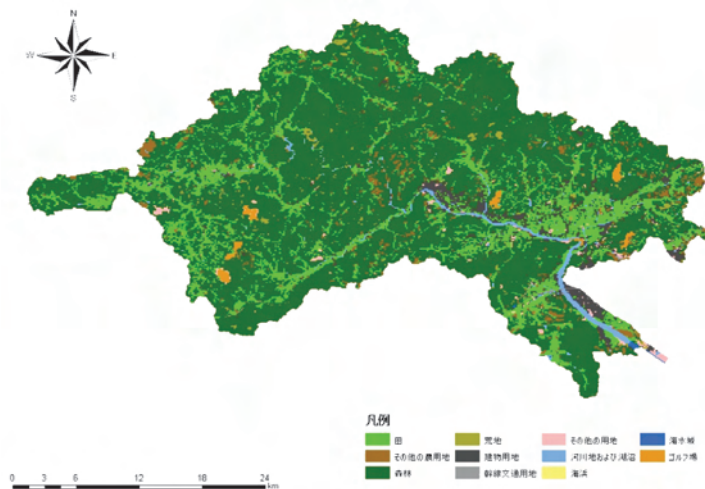 N
W E
S
凡例
田 荒地 その他の用地 海水域
その他の農用地 建物用地 河川地および湖沼 ゴルフ場
森林 幹線交通用地 海浜
0 3 6 12 18 24
km